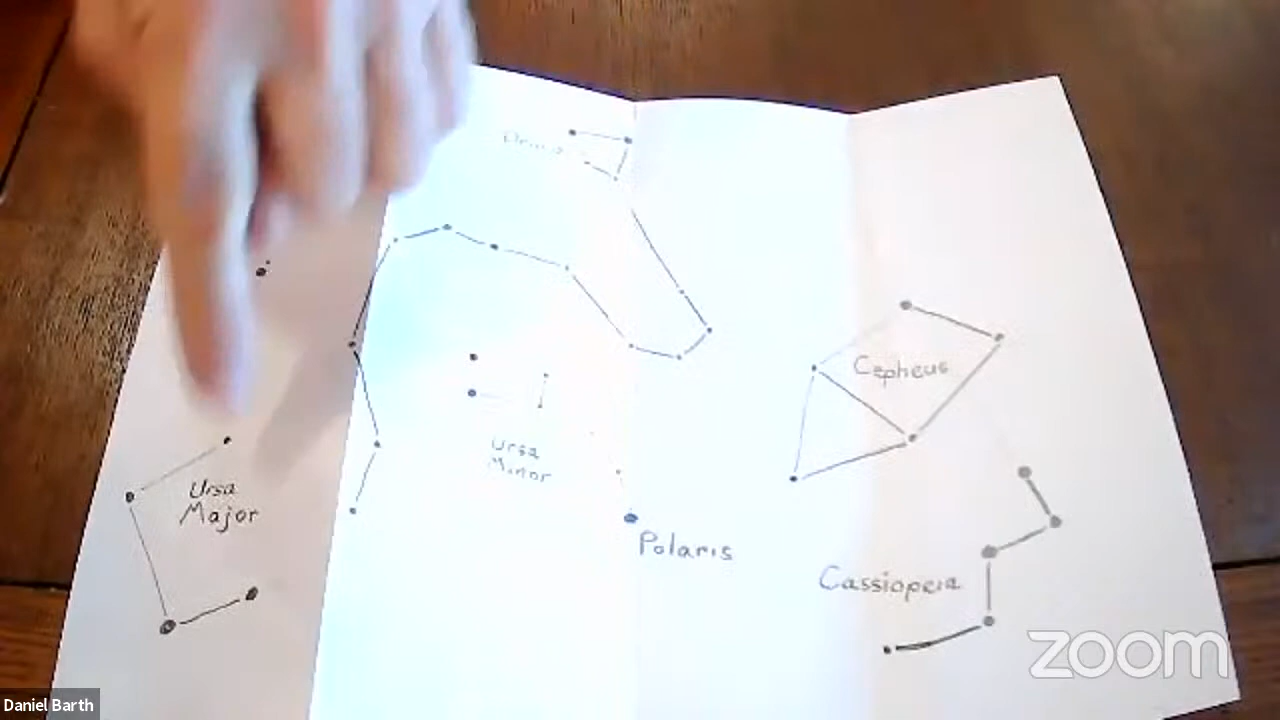 Ursa
Major
Ursa
Minor
Polaris
Cepheus
Cassiopeia
zoom
Daniel Barth